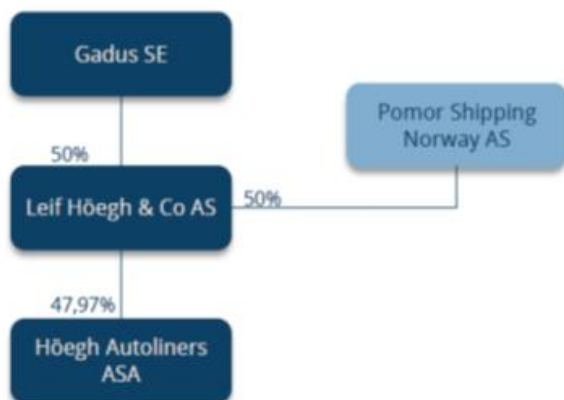 Gadus SE
Pomor Shipping
Norway AS
50%
Leif Höegh & Co AS
50%
47,97%
Höegh Autoliners
ASA